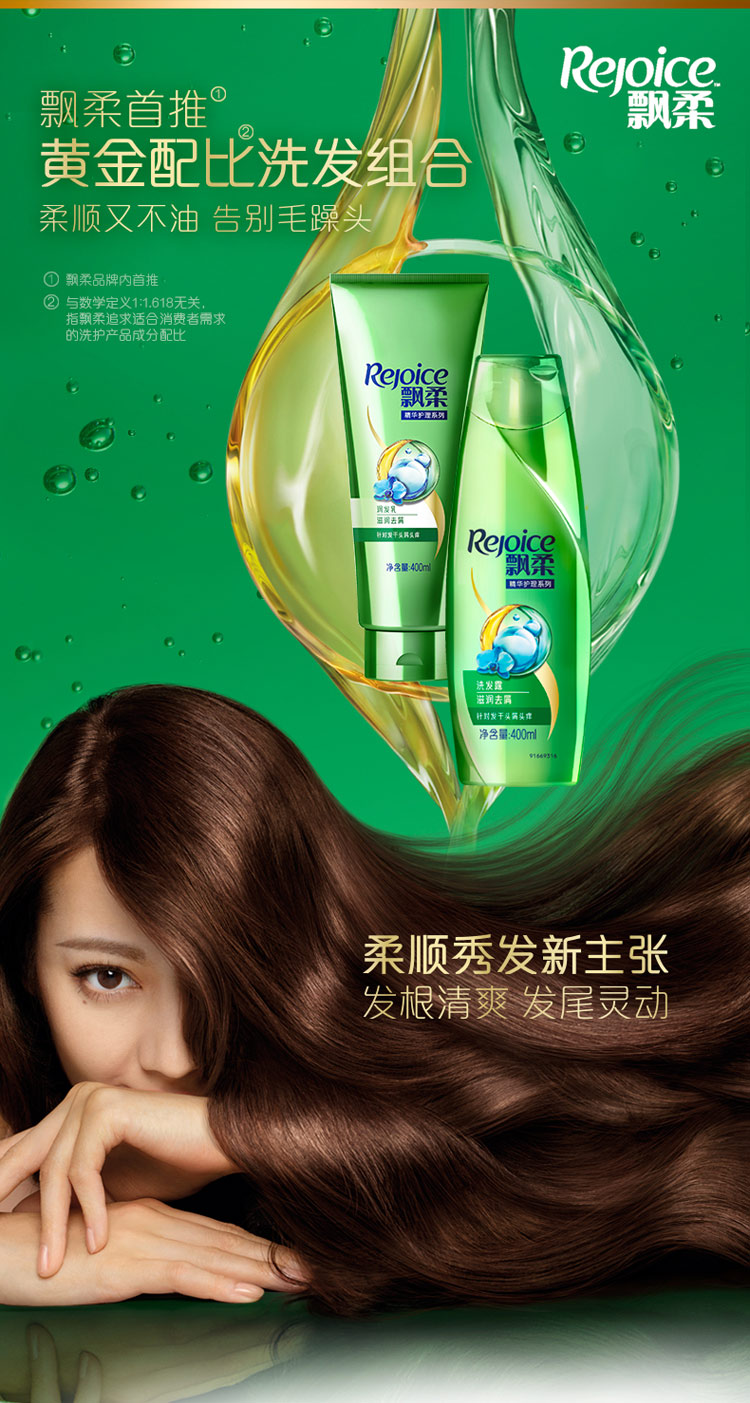 Rejoice
飘柔
飘柔首推①
黄金配比②洗发组合
柔顺又不油 告别毛躁头
① 飘柔品牌内首推
② 与数学定义1:1.618无关，
指飘柔追求适合消费者需求
的洗护产品成分配比
Rejoice
飘柔
精华护理系列
润发乳
滋润去屑
针对发干头屑头痒
净含量:400ml
Rejoice
飘柔
精华护理系列
洗发露
滋润去屑
针对发干头屑头痒
净含量:400ml
91669316
柔顺秀发新主张
发根清爽 发尾灵动